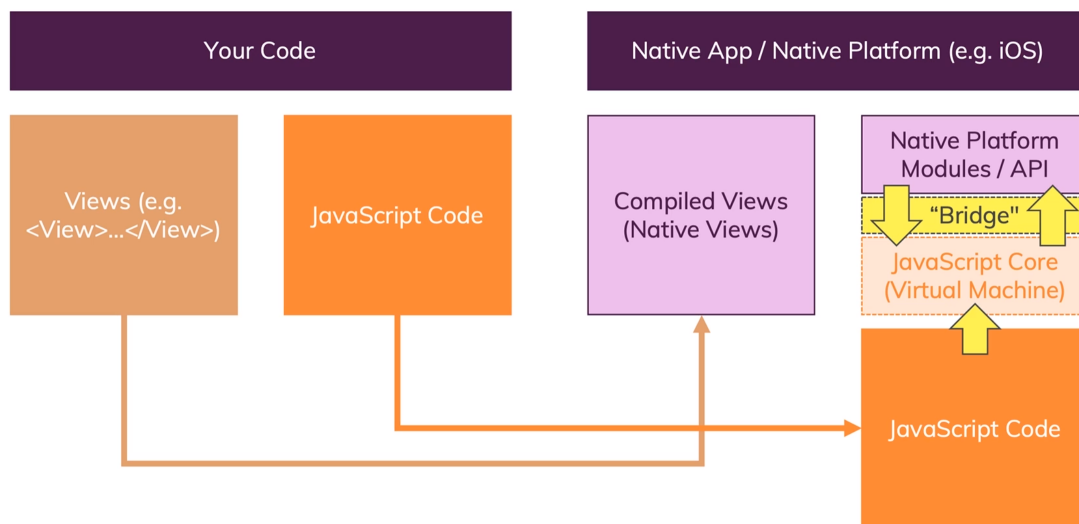 Your Code
Native App / Native Platform (e.g. iOS)
Views (e.g.
<View>...</View>)
JavaScript Code
Compiled Views
(Native Views)
Native Platform
Modules / API
“Bridge"
JavaScript Core
(Virtual Machine)
JavaScript Code